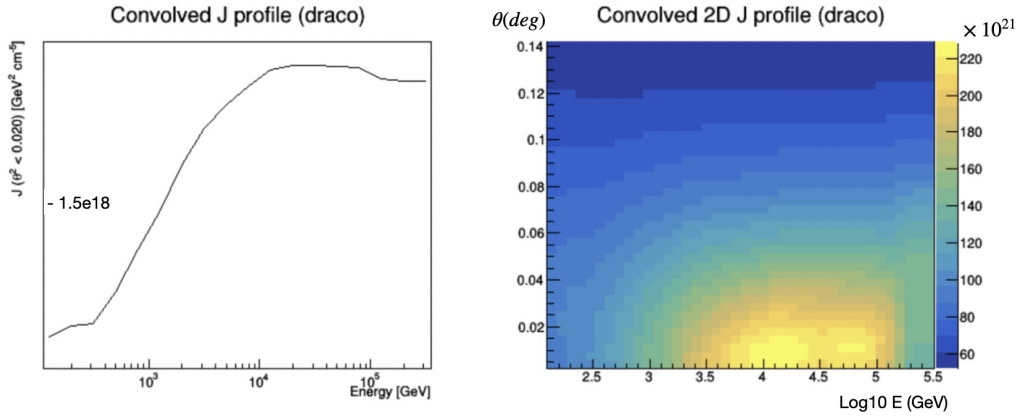 Convolved J profile (draco)
J (θ² < 0.020) [GeV² cm⁻⁵]
- 1.5e18
10³ 10⁴ 10⁵
Energy [GeV]
θ(deg) Convolved 2D J profile (draco)
× 10²¹
0.14
0.12
0.1
0.08
0.06
0.04
0.02
2.5 3 3.5 4 4.5 5 5.5
Log10 E (GeV)
220
200
180
160
140
120
100
80
60